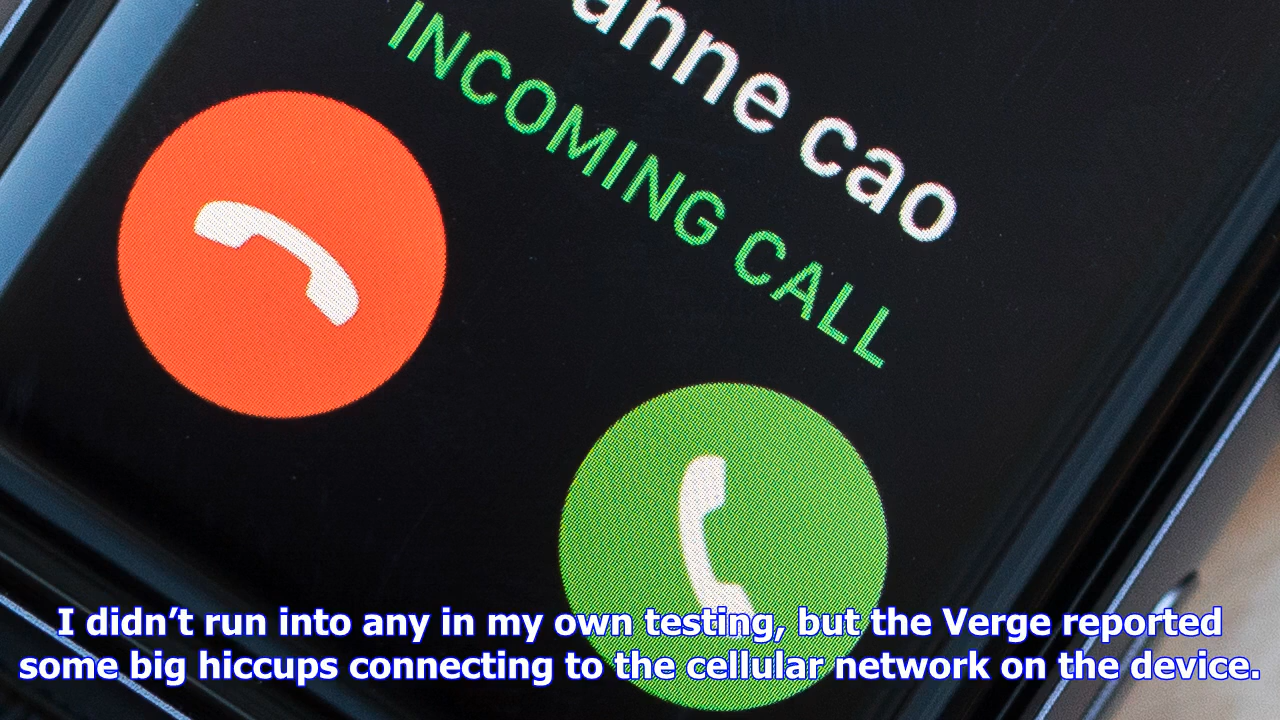 anne cao
INCOMING CALL
I didn’t run into any in my own testing, but the Verge reported
some big hiccups connecting to the cellular network on the device.